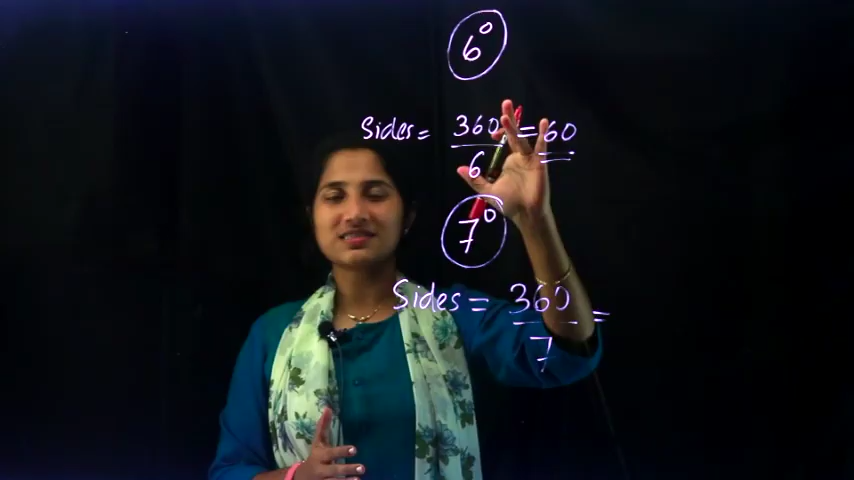 6°
Sides = 360/6 = 60
7°
Sides = 360/7 =